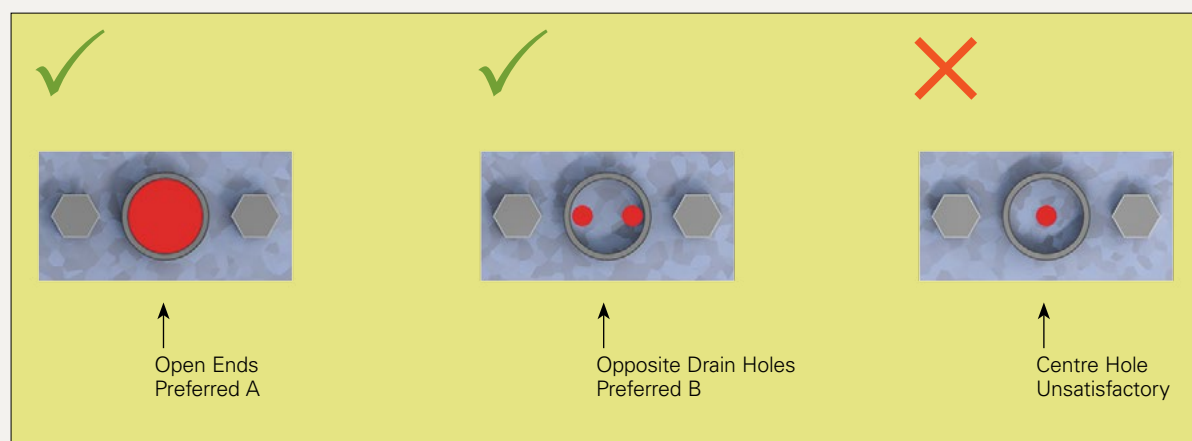 Open Ends
Preferred A
Opposite Drain Holes
Preferred B
Centre Hole
Unsatisfactory